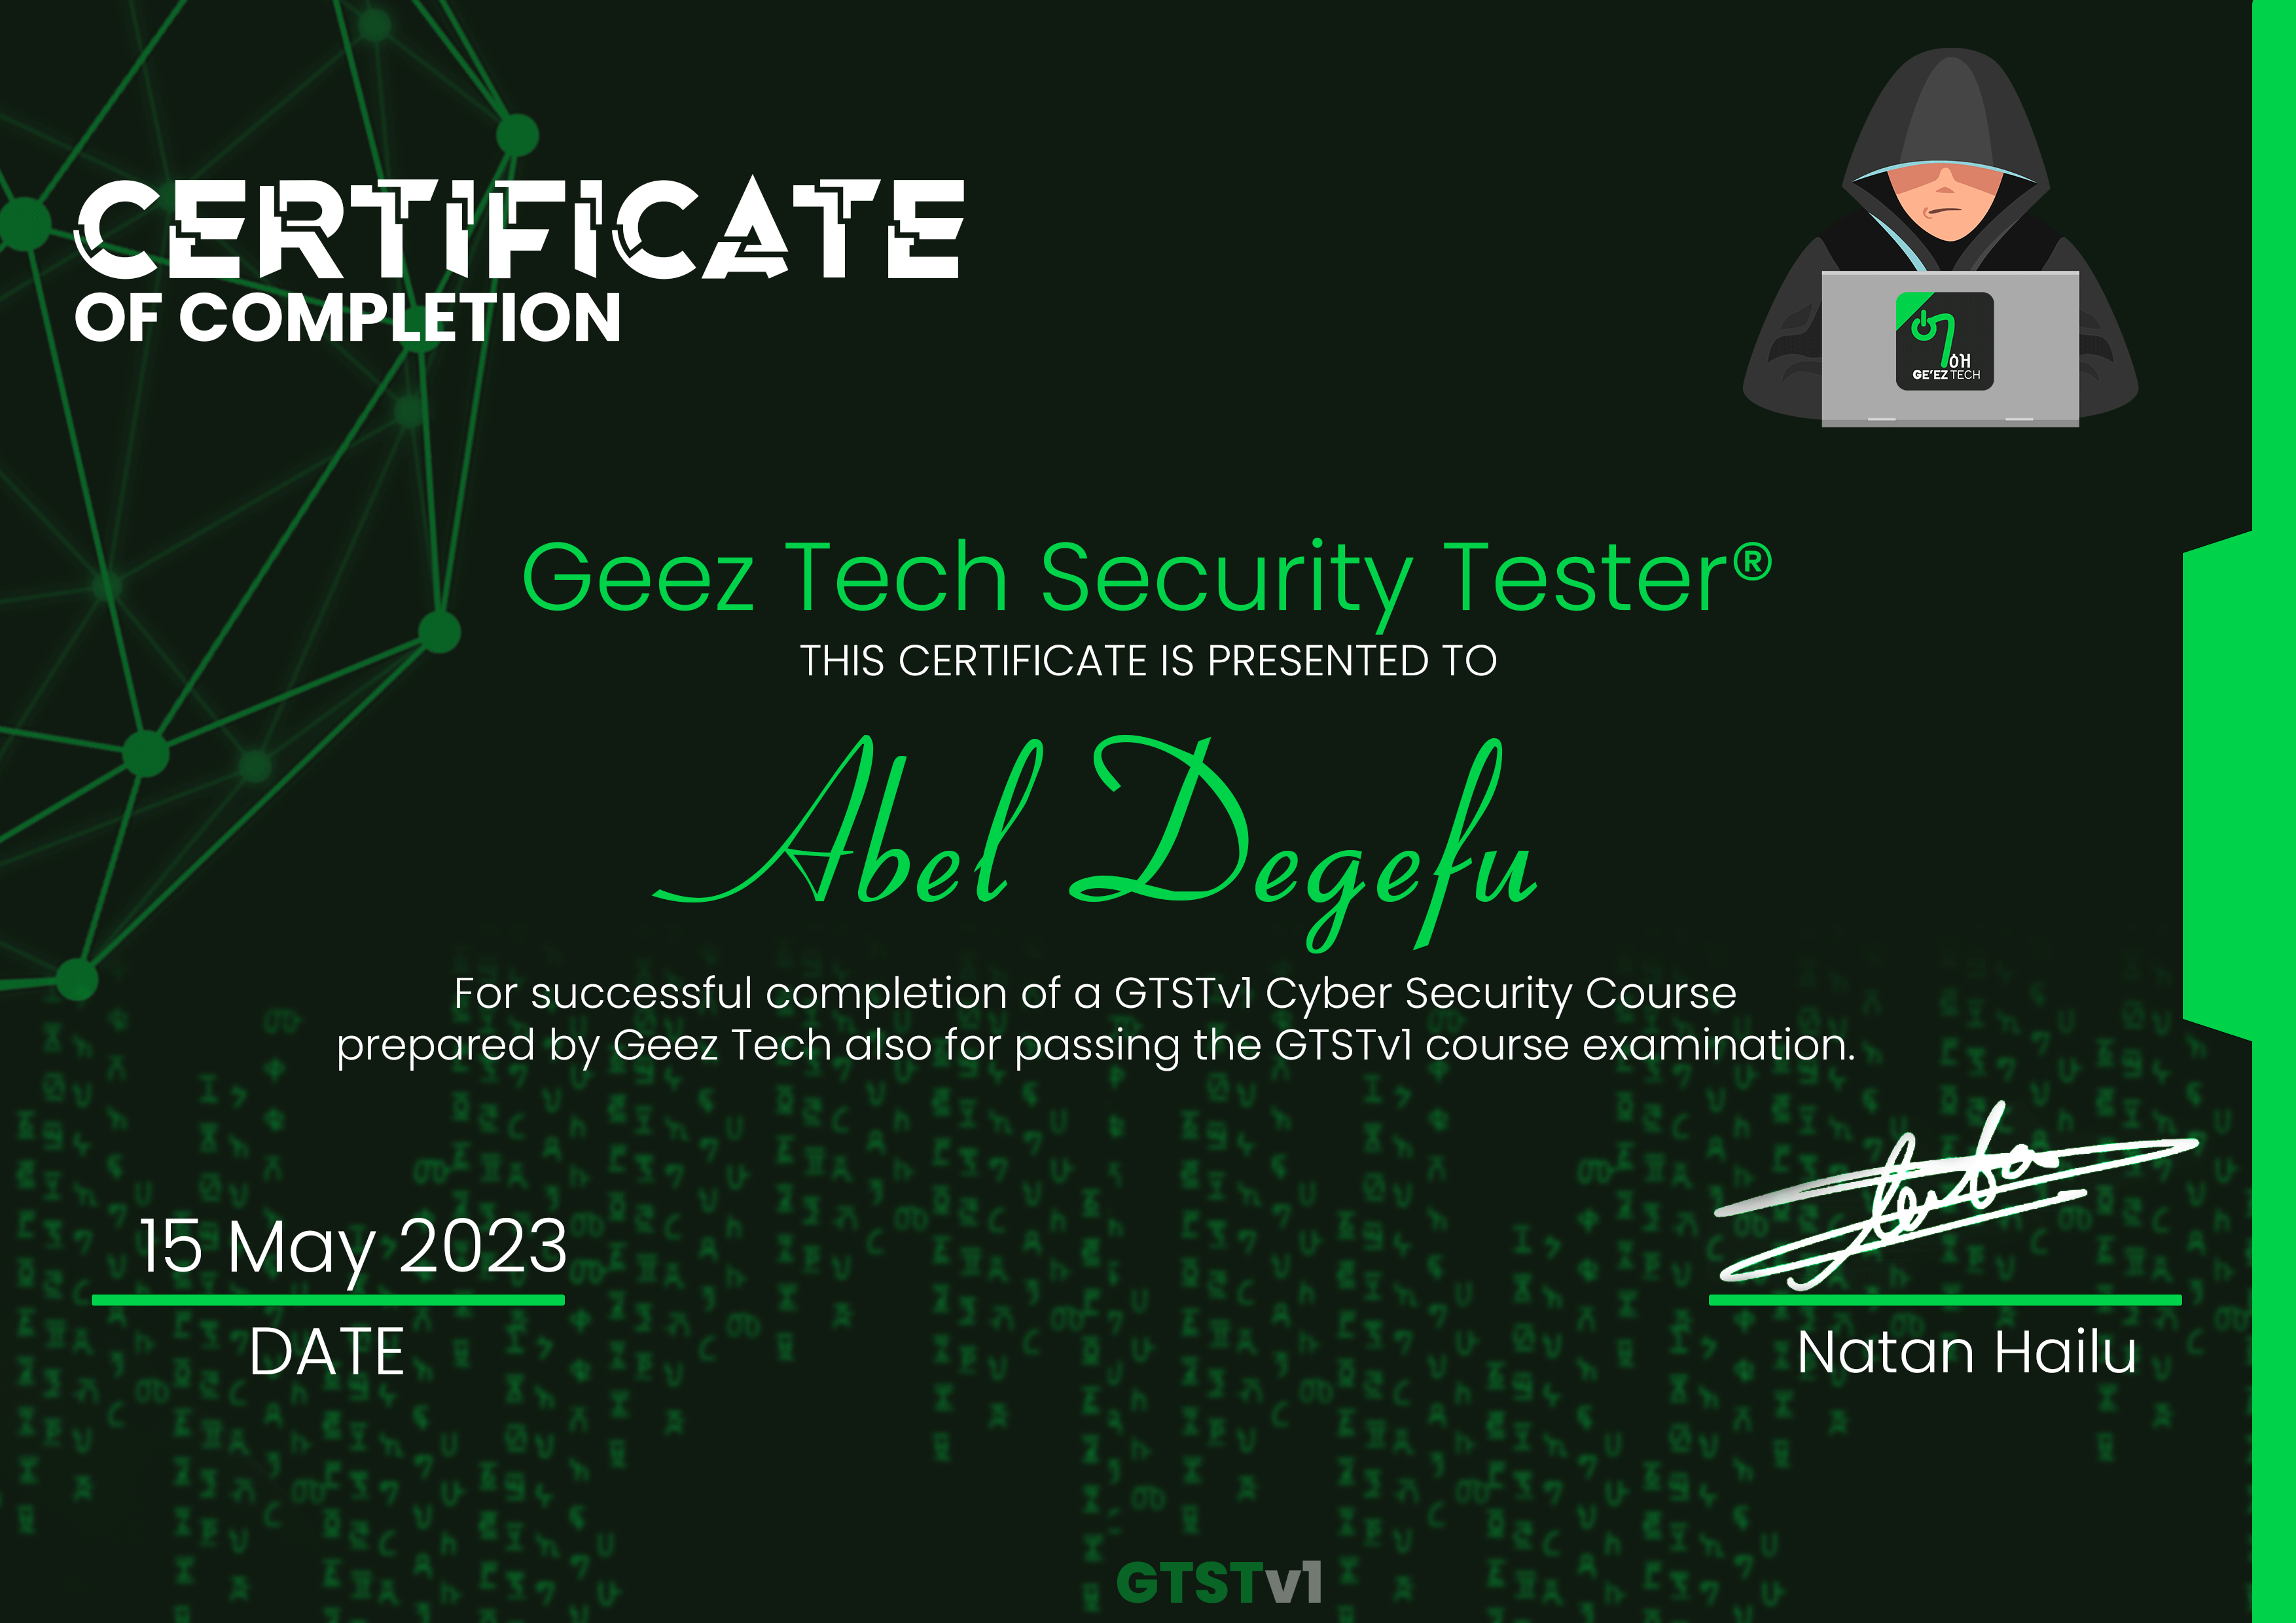 CERTIFICATE
OF COMPLETION
ግዕዝ
GE'EZ TECH
Geez Tech Security Tester®
THIS CERTIFICATE IS PRESENTED TO
Abel Degefu
For successful completion of a GTSTv1 Cyber Security Course
prepared by Geez Tech also for passing the GTSTv1 course examination.
15 May 2023
DATE
Natan Hailu
GTSTv1